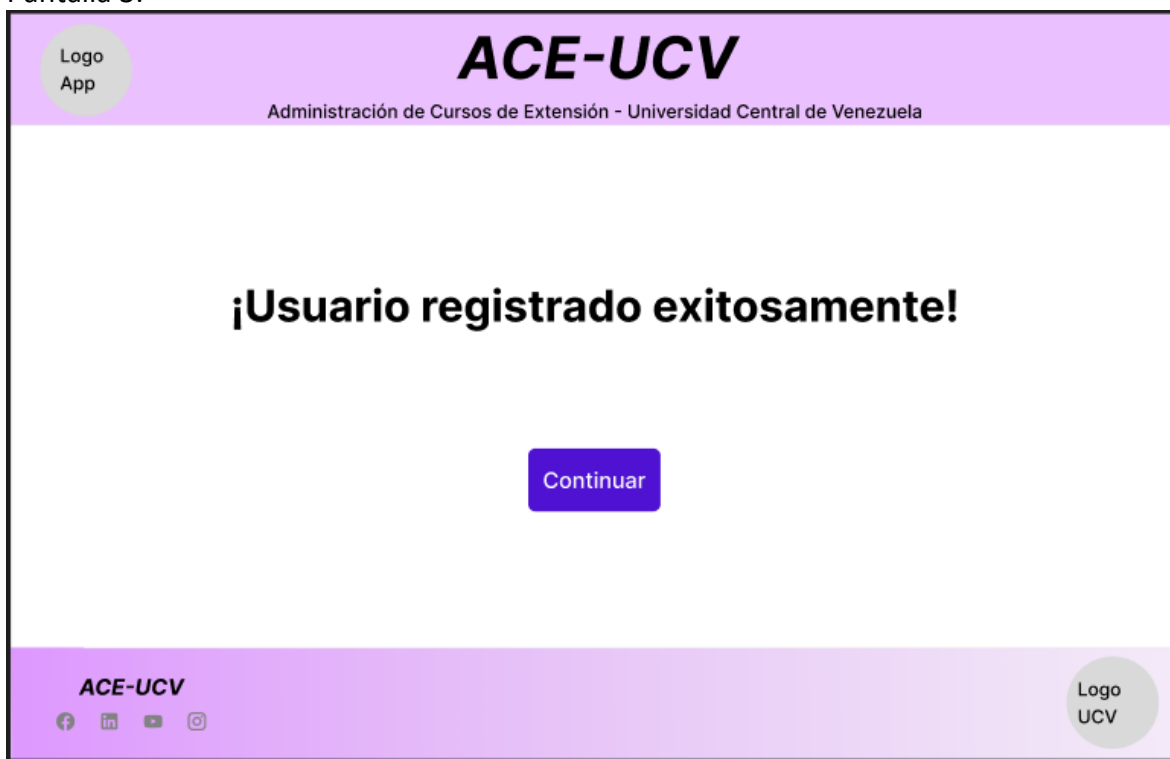 Logo
App
ACE-UCV
Administración de Cursos de Extensión - Universidad Central de Venezuela
¡Usuario registrado exitosamente!
Continuar
ACE-UCV
Logo
UCV